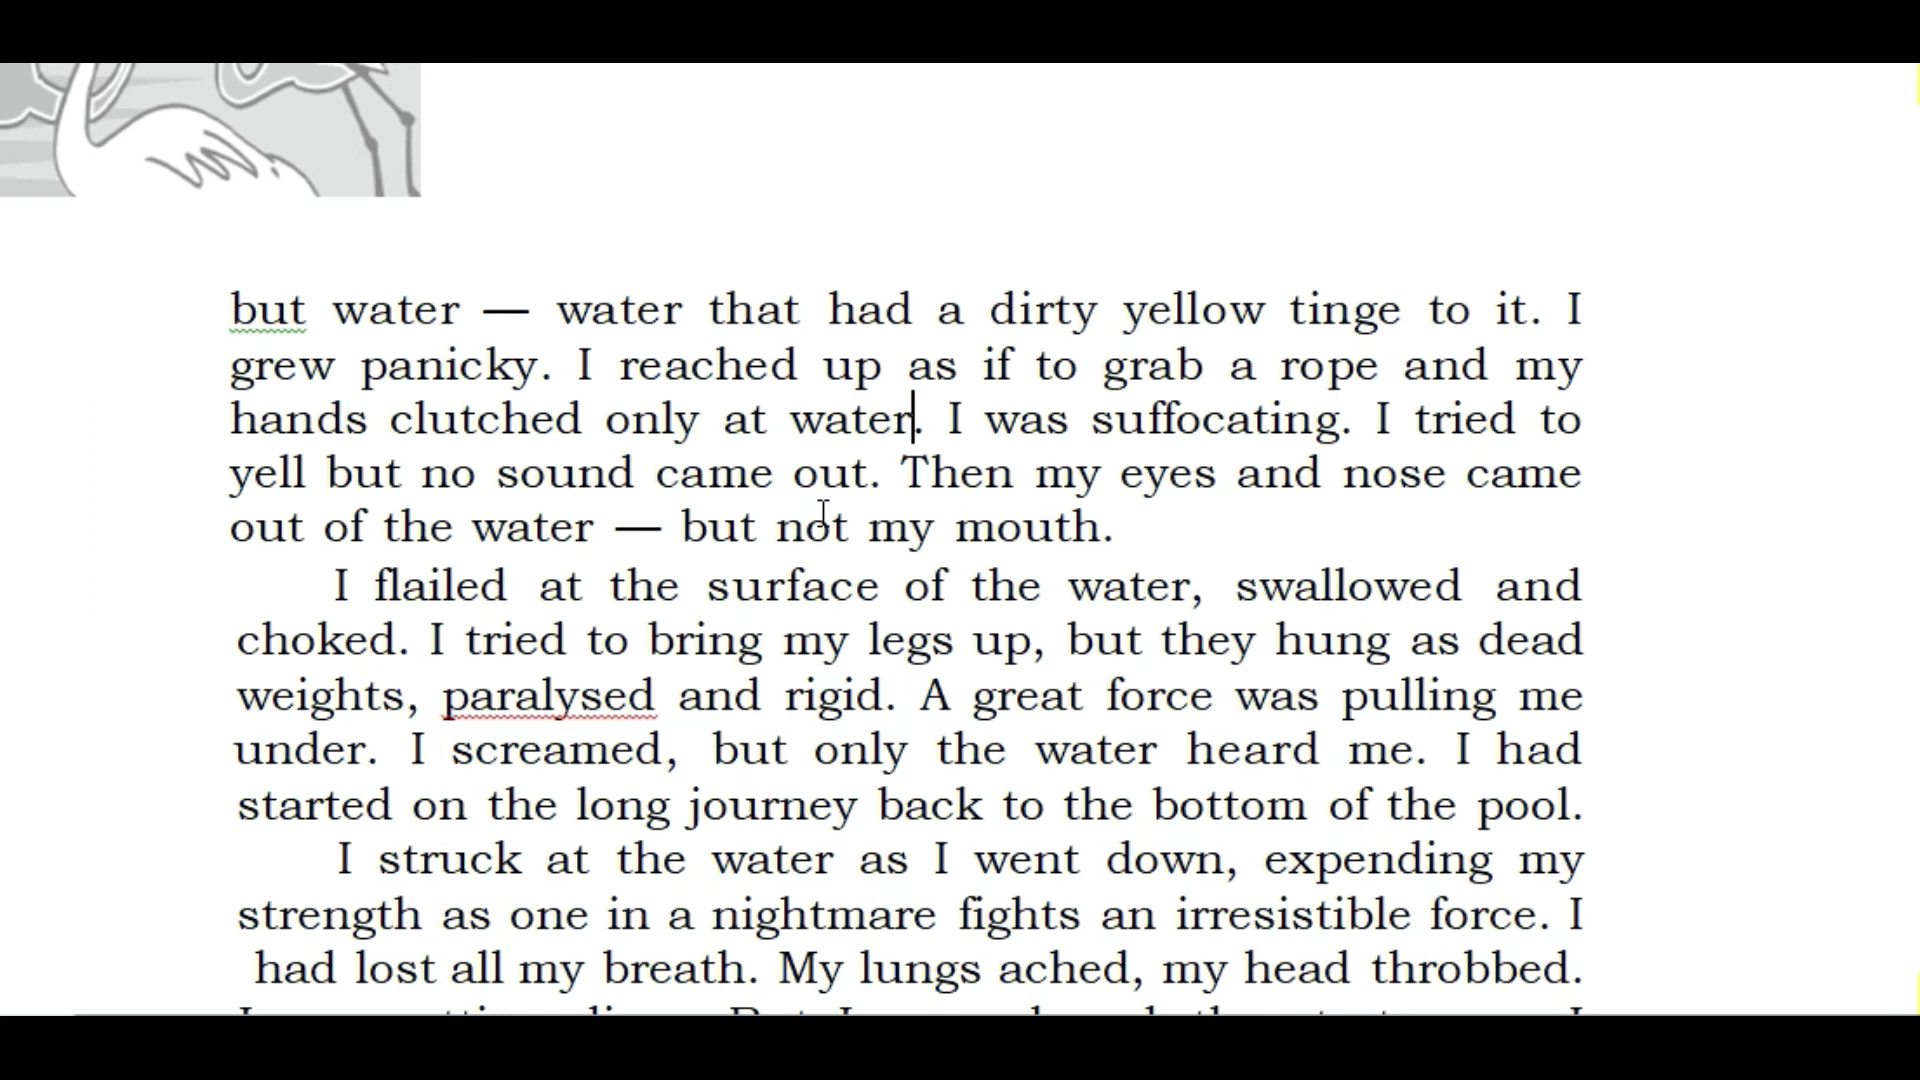 but water — water that had a dirty yellow tinge to it. I
grew panicky. I reached up as if to grab a rope and my
hands clutched only at water. I was suffocating. I tried to
yell but no sound came out. Then my eyes and nose came
out of the water — but not my mouth.
I flailed at the surface of the water, swallowed and
choked. I tried to bring my legs up, but they hung as dead
weights, paralysed and rigid. A great force was pulling me
under. I screamed, but only the water heard me. I had
started on the long journey back to the bottom of the pool.
I struck at the water as I went down, expending my
strength as one in a nightmare fights an irresistible force. I
had lost all my breath. My lungs ached, my head throbbed.